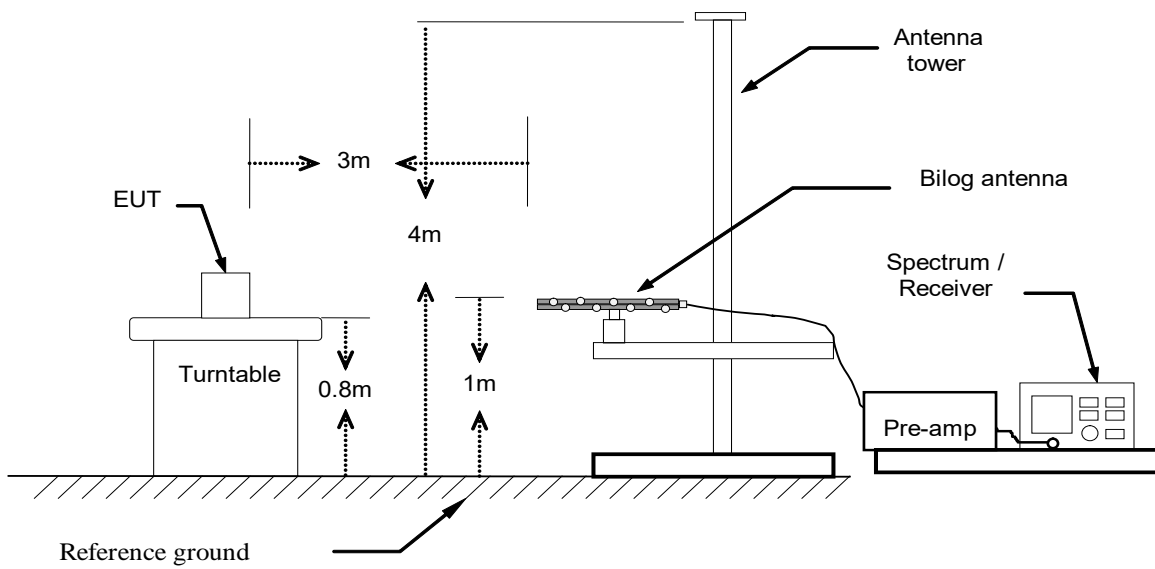 Antenna
tower
3m
Bilog antenna
EUT
4m
Spectrum /
Receiver
Turntable
0.8m
1m
Pre-amp
Reference ground